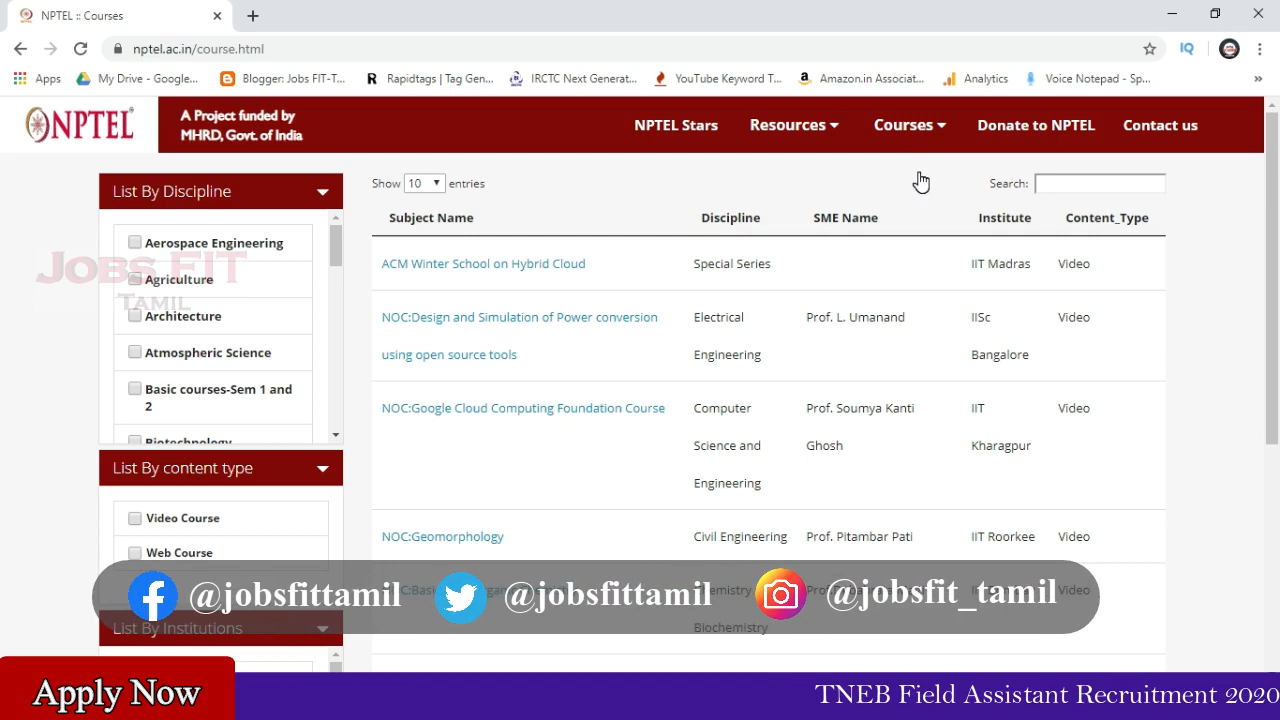 NPTEL :: Courses
nptel.ac.in/course.html
Apps My Drive - Google... Blogger: Jobs FIT-T... Rapidtags | Tag Gen... IRCTC Next Generat... YouTube Keyword T... Amazon.in Associat... Analytics Voice Notepad - Sp... »
NPTEL
A Project funded by
MHRD, Govt. of India
NPTEL Stars Resources Courses Donate to NPTEL Contact us
List By Discipline
Show 10 entries Search:
Subject Name Discipline SME Name Institute Content_Type
Aerospace Engineering
ACM Winter School on Hybrid Cloud Special Series IIT Madras Video
JOBS FIT
TAMIL
Agriculture
Architecture
NOC:Design and Simulation of Power conversion Electrical Prof. L. Umanand IISc Video
using open source tools Engineering Bangalore
Atmospheric Science
Basic courses-Sem 1 and
2
NOC:Google Cloud Computing Foundation Course Computer Prof. Soumya Kanti IIT Video
Science and Ghosh Kharagpur
Engineering
Biotechnology
List By content type
Video Course
NOC:Geomorphology Civil Engineering Prof. Pitambar Pati IIT Roorkee Video
Web Course
@jobsfittamil @jobsfittamil @jobsfit_tamil
Biochemistry
List By Institutions
Apply Now
TNEB Field Assistant Recruitment 2020